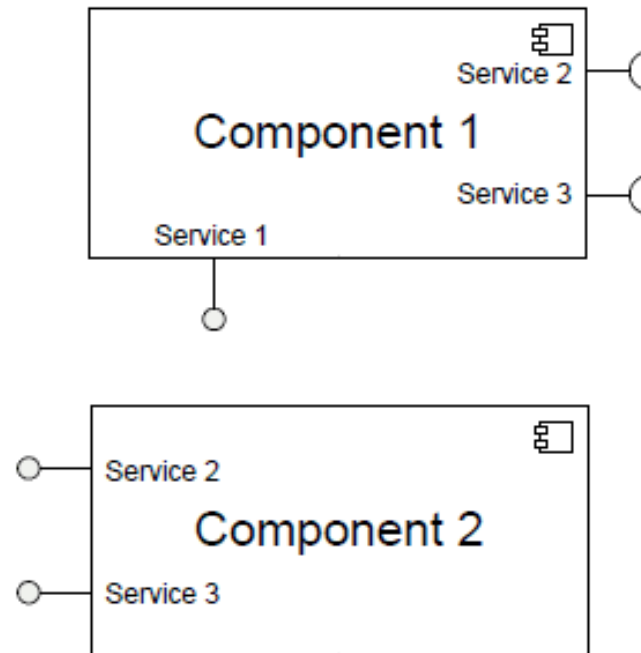 Service 2
Component 1
Service 3
Service 1
Service 2
Component 2
Service 3